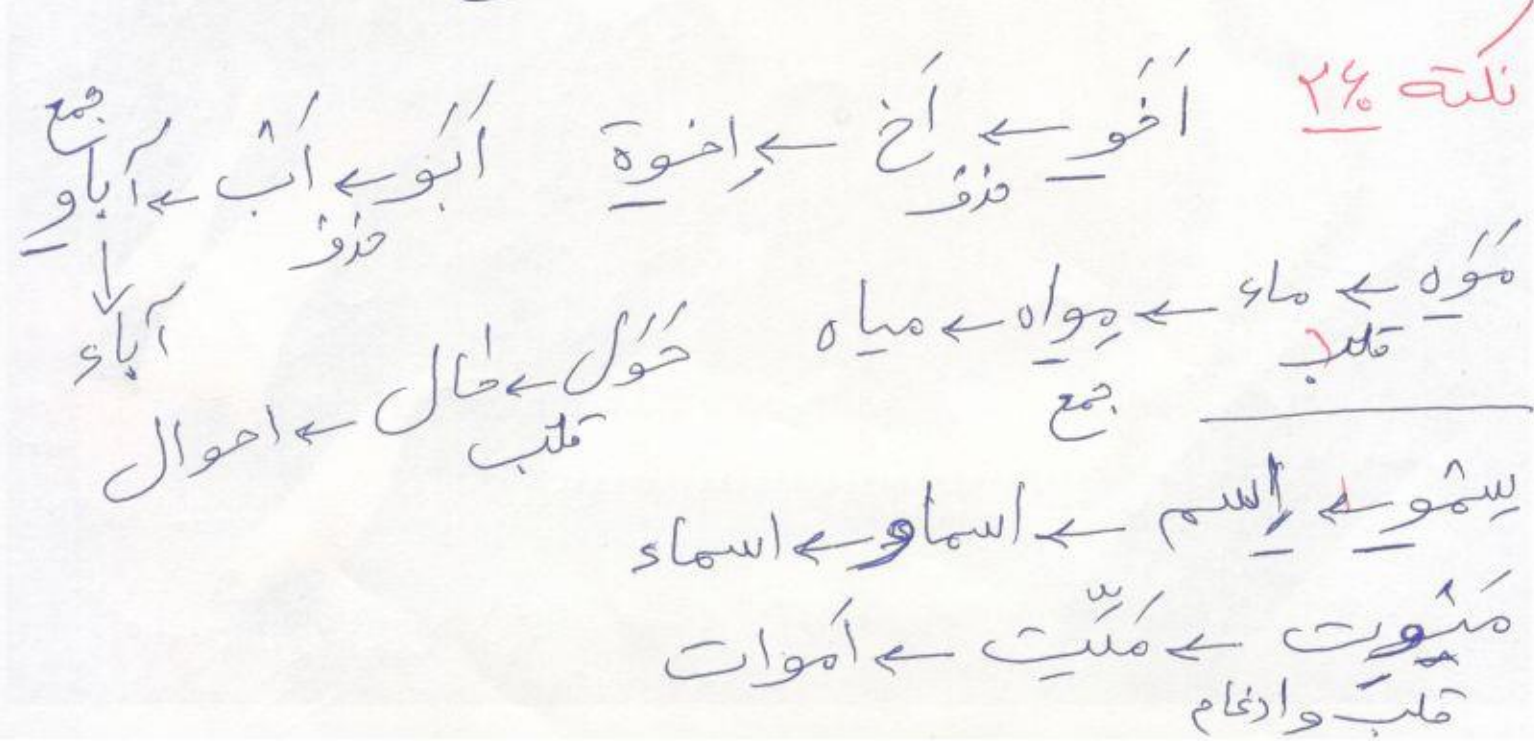 نکته ۲۶ اَخَو ← اَخ ← اِخوة اَبَو ← اَب ← آباو جمع
حذف حذف
مَوَه ← ماء ← مِواه ← میاه حَوَل ← حال ← احوال آباء
قلب جمع قلب
سِمْو ← اِسم ← اسماو ← اسماء
مَیْوِت ← مَیِّت ← اَموات
قلب و ادغام